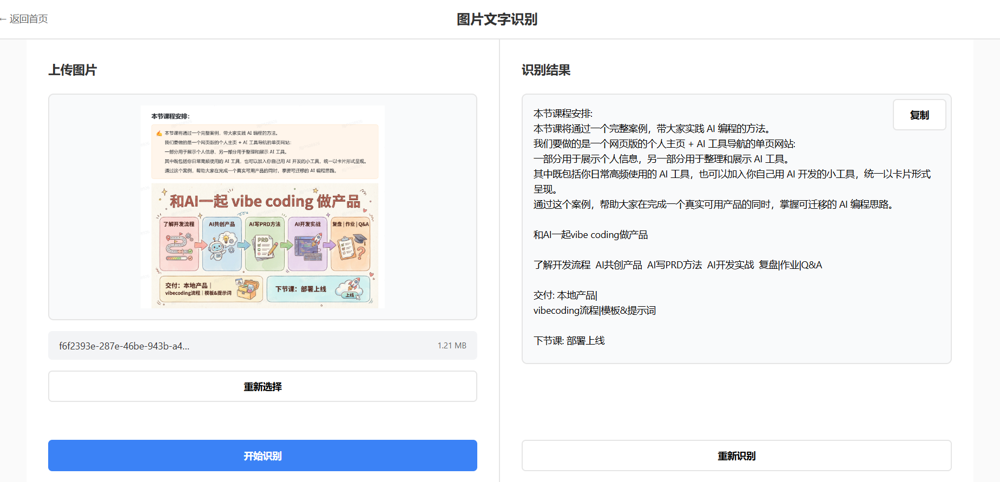 ← 返回首页
图片文字识别
上传图片
本节课程安排：
本节课将通过一个完整案例，带大家实践 AI 编程的方法。
我们要做的是一个网页版的个人主页 + AI 工具导航的单页网站:
一部分用于展示个人信息，另一部分用于整理和展示 AI 工具。
其中既包括你日常高频使用的 AI 工具，也可以加入你自己用 AI 开发的小工具，统一以卡片形式呈现。
通过这个案例，帮助大家在完成一个真实可用产品的同时，掌握可迁移的 AI 编程思路。
和AI一起 vibe coding 做产品
了解开发流程
AI共创产品
AI写PRD方法
AI开发实战
复盘 | 作业 | Q&A
PRD
AI
交付：本地产品 |
vibecoding流程 | 模板&提示词
下节课：部署上线
上线
f6f2393e-287e-46be-943b-a4...
1.21 MB
重新选择
开始识别
识别结果
复制
本节课程安排:
本节课将通过一个完整案例，带大家实践 AI 编程的方法。
我们要做的是一个网页版的个人主页 + AI 工具导航的单页网站:
一部分用于展示个人信息，另一部分用于整理和展示 AI 工具。
其中既包括你日常高频使用的 AI 工具，也可以加入你自己用 AI 开发的小工具，统一以卡片形式
呈现。
通过这个案例，帮助大家在完成一个真实可用产品的同时，掌握可迁移的 AI 编程思路。
和AI一起vibe coding做产品
了解开发流程 AI共创产品 AI写PRD方法 AI开发实战 复盘|作业|Q&A
交付: 本地产品|
vibecoding流程|模板&提示词
下节课: 部署上线
重新识别